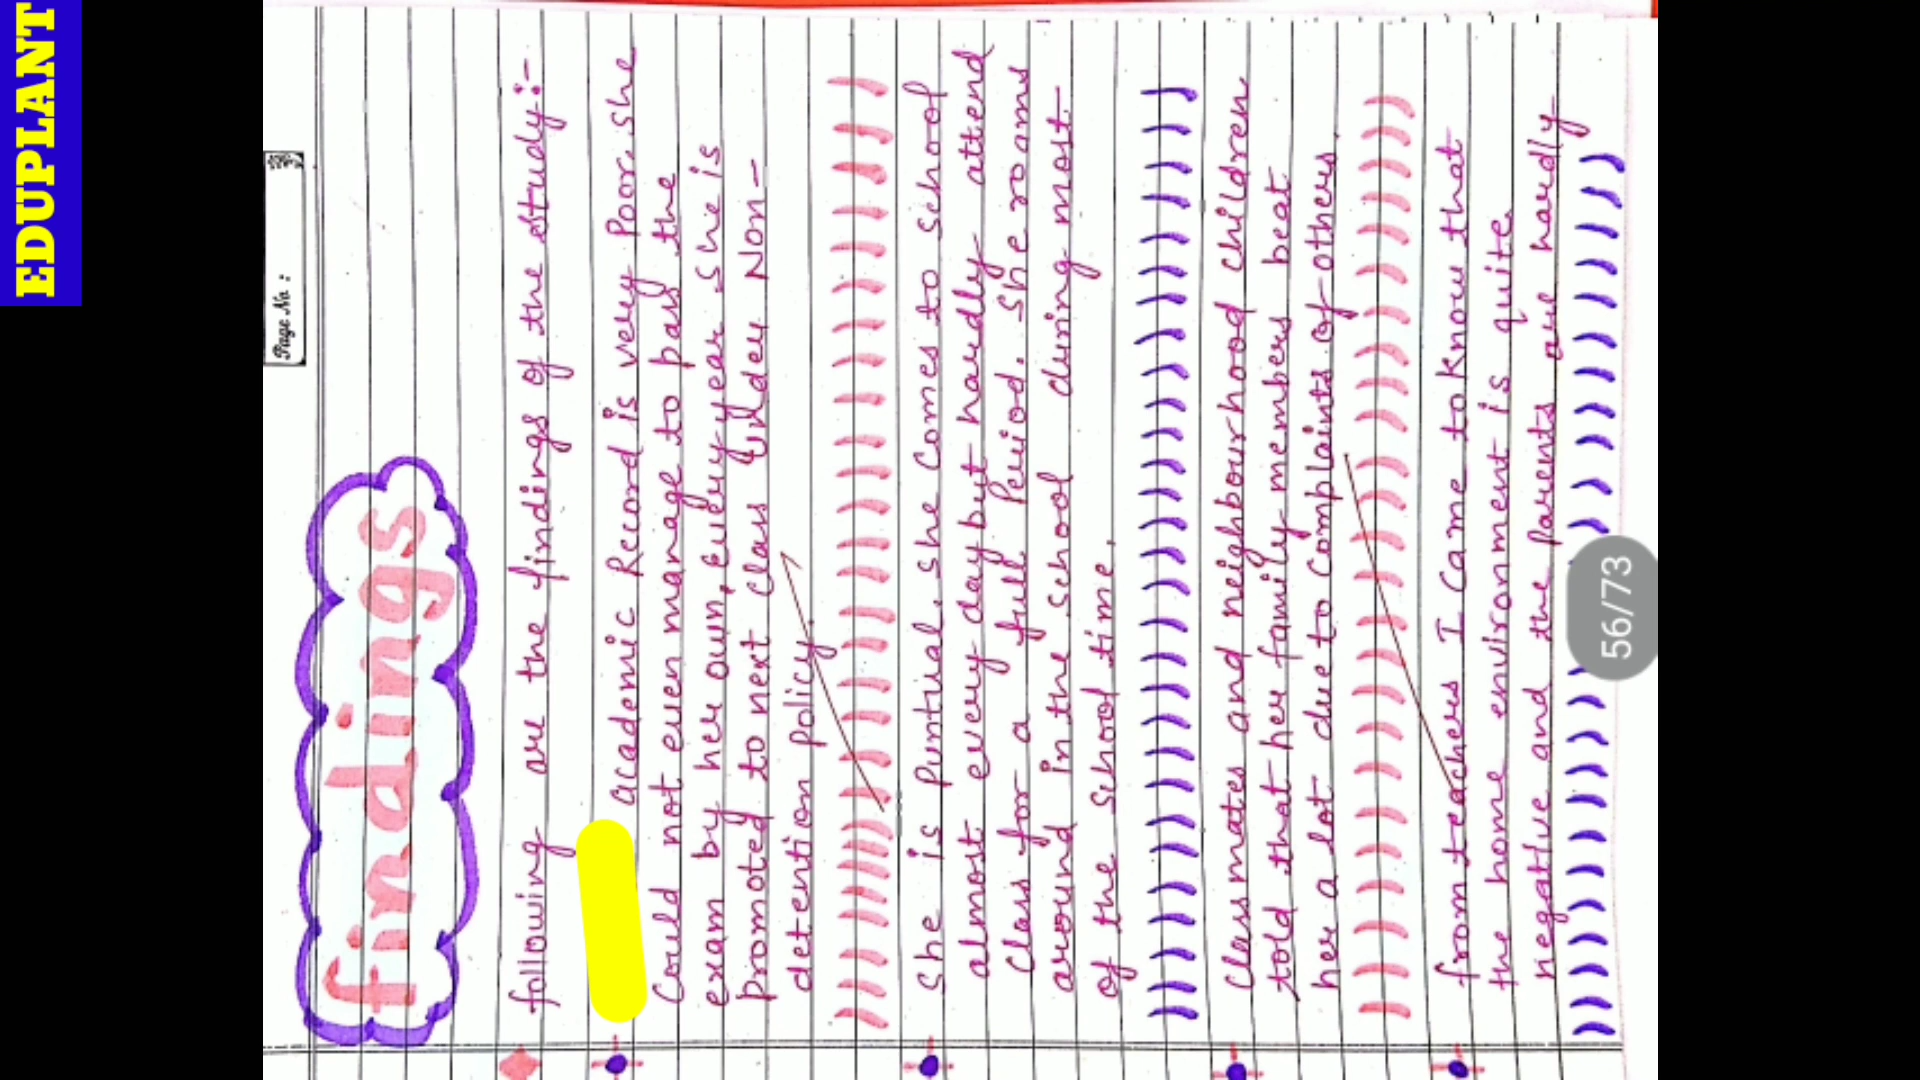 EDUPLANT
Page No :
findings
following are the findings of the study:-
academic Record is very Poor. she
Could not even manage to pass the
exam by her own. Every year she is
promoted to next class under Non-
detention policy.
she is Puntual. she Comes to school
almost every day but hardly attend
Class for a full Period. She roams
around in the school during most
of the school time.
Classmates and neighbourhood children
told that her family members beat
her a lot due to Complaints of others.
from teachers I Came to Know that
the home environment is quite
negative and the Parents are hardly
56/73